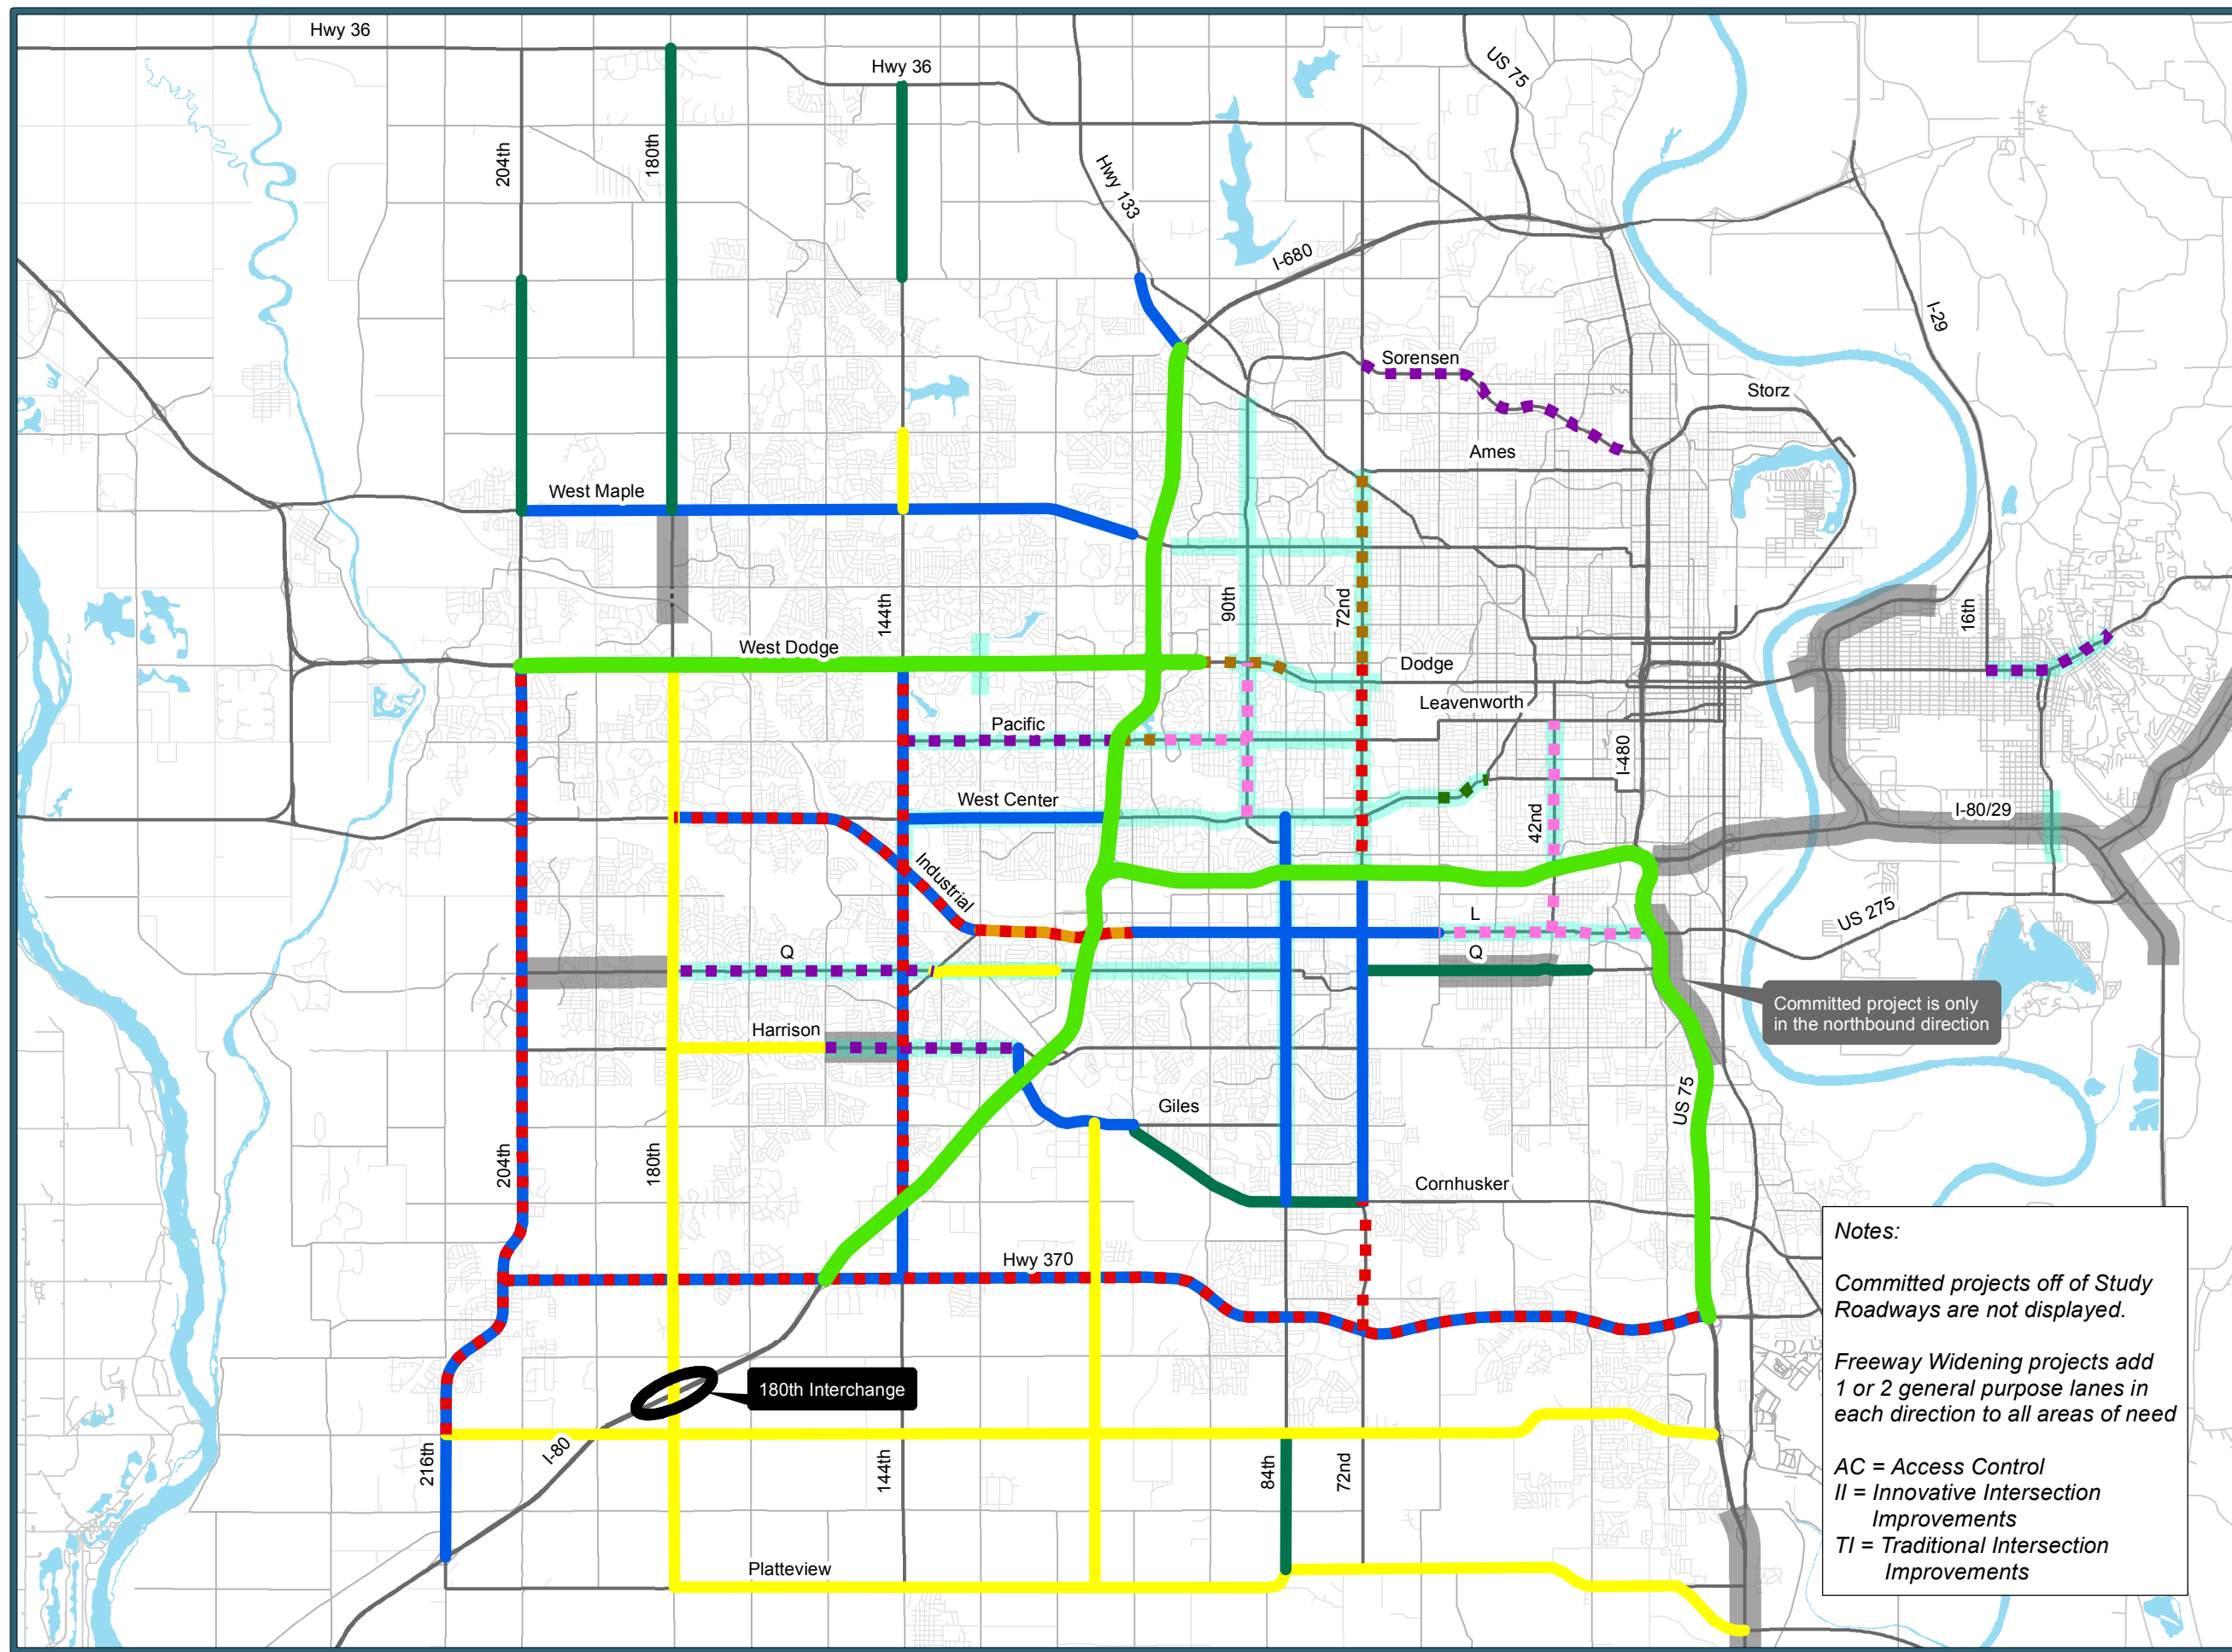 Hwy 36
Hwy 36
US 75
204th
180th
Hwy 133
I-680
I-29
Sorensen
Storz
Ames
West Maple
144th
90th
72nd
16th
West Dodge
Dodge
Leavenworth
Pacific
I-480
West Center
42nd
I-80/29
Industrial
L
US 275
Q
Q
Committed project is only
in the northbound direction
Harrison
Giles
US 75
204th
180th
Cornhusker
Hwy 370
180th Interchange
216th
I-80
144th
84th
72nd
Platteview
Notes:
Committed projects off of Study
Roadways are not displayed.
Freeway Widening projects add
1 or 2 general purpose lanes in
each direction to all areas of need
AC = Access Control
II = Innovative Intersection
Improvements
TI = Traditional Intersection
Improvements